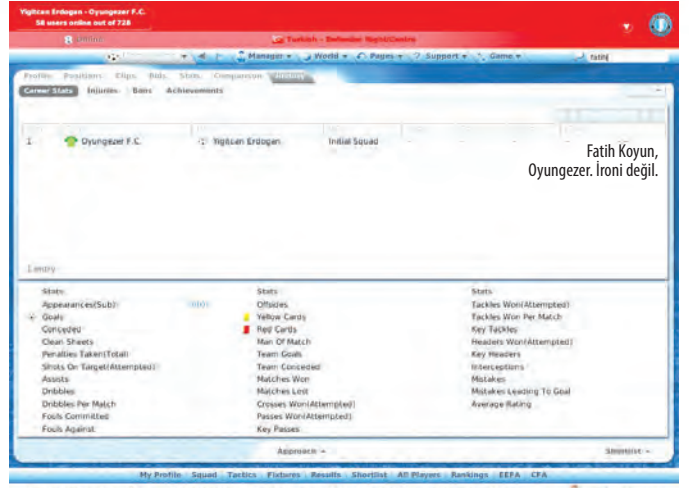 Yigitcan Erdogan - Oyungezer F.C.
58 users online out of 728
Turkish - Defender Right/Centre
Manager World Pages Support Game fatih
Profile Positions Clips Bids Stats Comparison History
Career Stats Injuries Bans Achievements
1 Oyungezer F.C. Yigitcan Erdogan Initial Squad - - - -
Fatih Koyun,
Oyungezer. İroni değil.
1 entry
Stats Stats Stats
Appearances(Sub) Offsides Tackles Won(Attempted)
Goals Yellow Cards Tackles Won Per Match
Conceded Red Cards Key Tackles
Clean Sheets Man Of Match Headers Won(Attempted)
Penalties Taken(Total) Team Goals Key Headers
Shots On Target(Attempted) Team Conceded Interceptions
Assists Matches Won Mistakes
Dribbles Matches Lost Mistakes Leading To Goal
Dribbles Per Match Crosses Won(Attempted) Average Rating
Fouls Committed Passes Won(Attempted)
Fouls Against Key Passes
Approach Shortlist
My Profile Squad Tactics Fixtures Results Shortlist All Players Rankings EEFA CFA